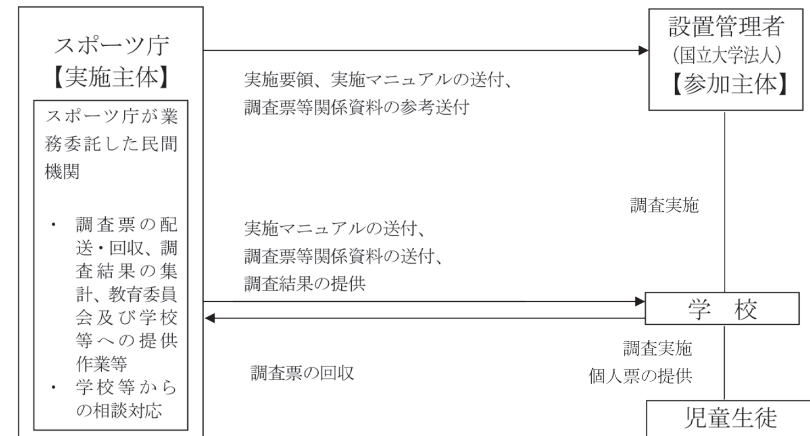 スポーツ庁
【実施主体】
スポーツ庁が業
務委託した民間
機関
・ 調査票の配
送・回収、調
査結果の集
計、教育委員
会及び学校
等への提供
作業等
・ 学校等から
の相談対応
実施要領、実施マニュアルの送付、
調査票等関係資料の参考送付
実施マニュアルの送付、
調査票等関係資料の送付、
調査結果の提供
調査票の回収
設置管理者
（国立大学法人）
【参加主体】
調査実施
学　校
調査実施
個人票の提供
児童生徒